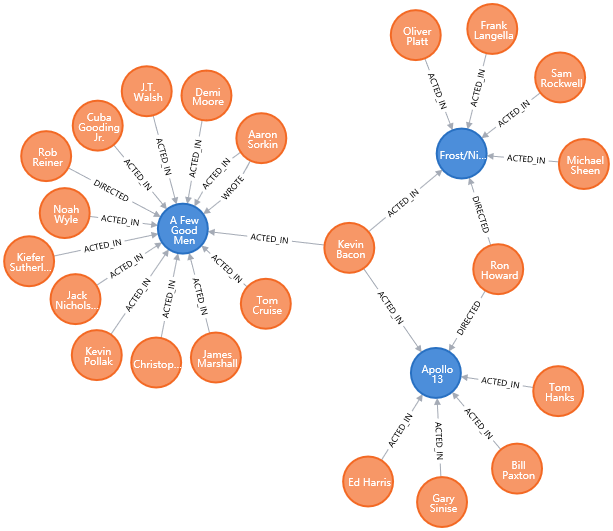 Oliver
Platt
Frank
Langella
Sam
Rockwell
Michael
Sheen
Frost/Ni...
ACTED_IN
ACTED_IN
ACTED_IN
ACTED_IN
J.T.
Walsh
Demi
Moore
Cuba
Gooding
Jr.
Aaron
Sorkin
Rob
Reiner
Noah
Wyle
Kiefer
Sutherl...
Jack
Nichols...
Kevin
Pollak
Christop...
James
Marshall
Tom
Cruise
A Few
Good
Men
ACTED_IN
ACTED_IN
ACTED_IN
ACTED_IN
WROTE
DIRECTED
ACTED_IN
ACTED_IN
ACTED_IN
ACTED_IN
ACTED_IN
ACTED_IN
ACTED_IN
ACTED_IN
Kevin
Bacon
ACTED_IN
ACTED_IN
DIRECTED
Ron
Howard
DIRECTED
Apollo
13
ACTED_IN
Tom
Hanks
ACTED_IN
Bill
Paxton
ACTED_IN
Gary
Sinise
ACTED_IN
Ed Harris